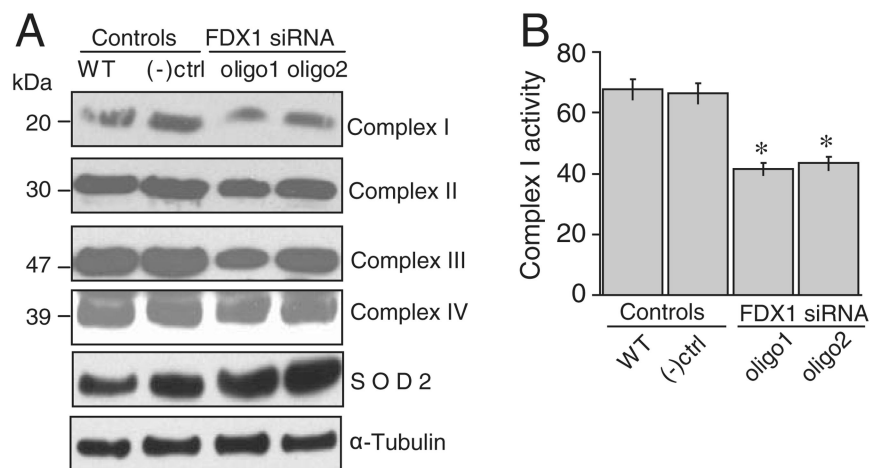 A
Controls FDX1 siRNA
WT (-)ctrl oligo1 oligo2
kDa
20 Complex I
30 Complex II
47 Complex III
39 Complex IV
S O D 2
α-Tubulin
B
Complex I activity
80
60
40
20
0
* *
Controls FDX1 siRNA
WT (-)ctrl oligo1 oligo2